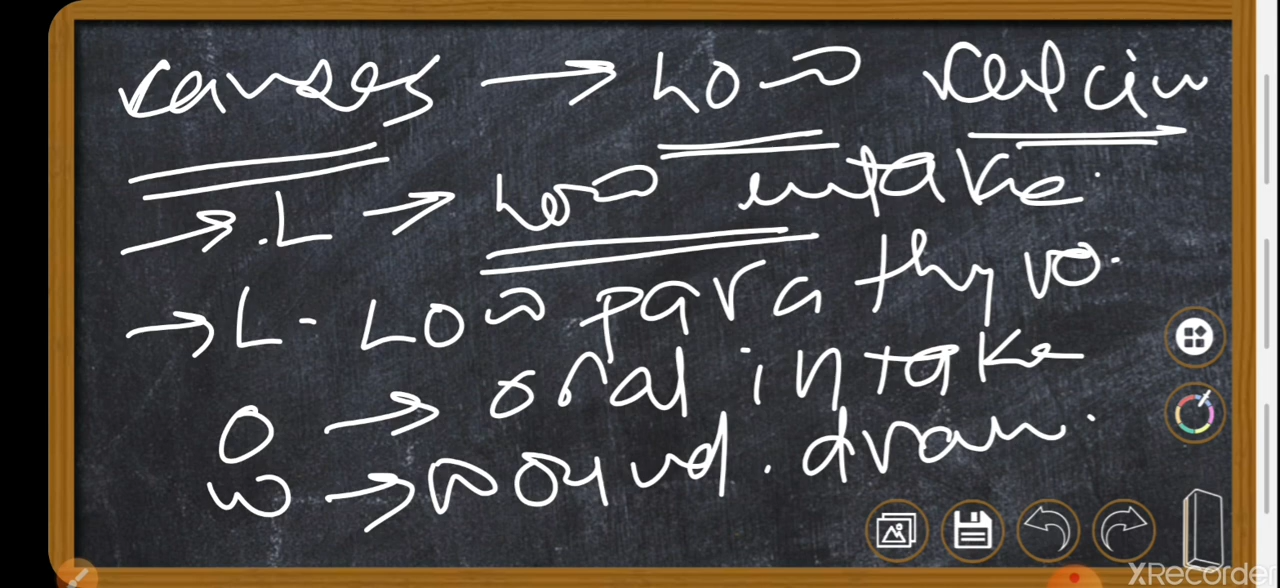 causes → Low calcium
→ .L → Low intake.
→ L - Low parathyro.
O → oral intake
W → Wound. drain.
XRecorder